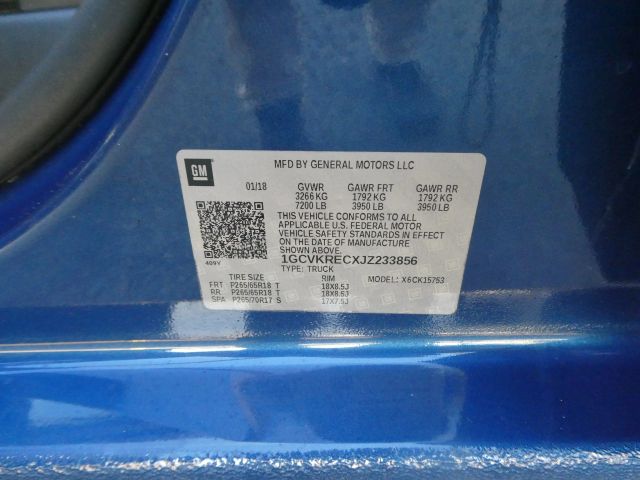 GM
MFD BY GENERAL MOTORS LLC
01/18 GVWR GAWR FRT GAWR RR
3266 KG 1792 KG 1792 KG
7200 LB 3950 LB 3950 LB
THIS VEHICLE CONFORMS TO ALL
APPLICABLE U.S. FEDERAL MOTOR
VEHICLE SAFETY STANDARDS IN EFFECT
ON THE DATE OF MANUFACTURE
SHOWN ABOVE.
1GCVKRECXJZ233856
409Y TYPE: TRUCK
TIRE SIZE RIM MODEL: X6CK15753
FRT P265/65R18 T 18X8.5J
RR P265/65R18 T 18X8.5J
SPA P265/70R17 S 17X7.5J